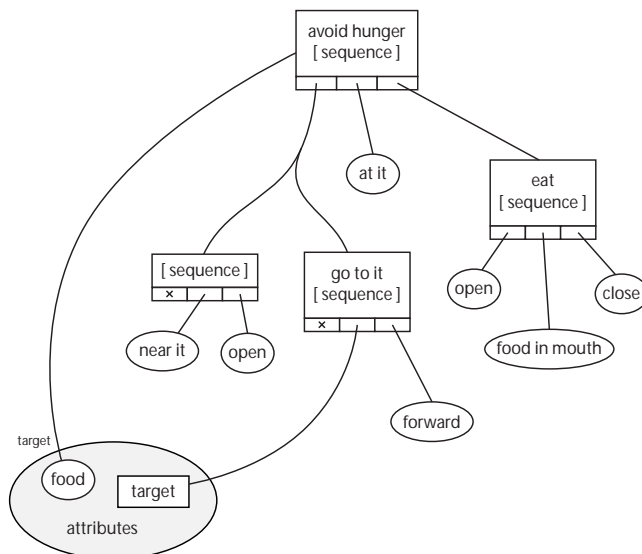 avoid hunger
[ sequence ]
at it
eat
[ sequence ]
[ sequence ]
×
go to it
[ sequence ]
×
open
close
near it
open
food in mouth
forward
target
food
target
attributes